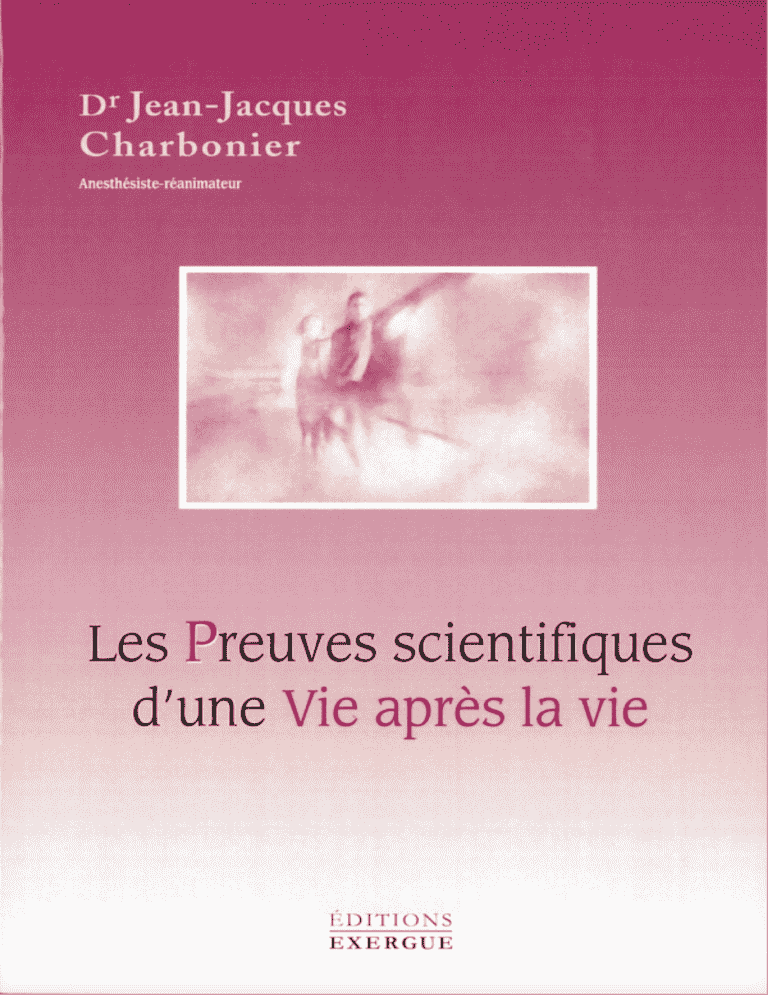 Dr Jean-Jacques
Charbonier
Anesthésiste-réanimateur
Les Preuves scientifiques
d'une Vie après la vie
ÉDITIONS
EXERGUE